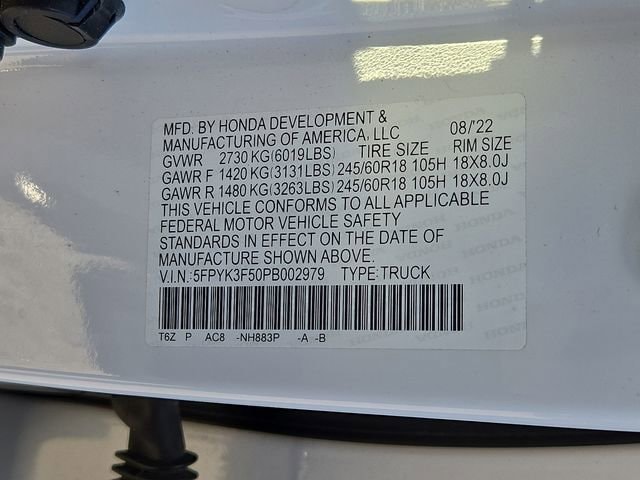 MFD. BY HONDA DEVELOPMENT &
MANUFACTURING OF AMERICA, LLC 08/'22
GVWR 2730 KG(6019LBS) TIRE SIZE RIM SIZE
GAWR F 1420 KG(3131LBS) 245/60R18 105H 18X8.0J
GAWR R 1480 KG(3263LBS) 245/60R18 105H 18X8.0J
THIS VEHICLE CONFORMS TO ALL APPLICABLE
FEDERAL MOTOR VEHICLE SAFETY
STANDARDS IN EFFECT ON THE DATE OF
MANUFACTURE SHOWN ABOVE.
V.I.N.:5FPYK3F50PB002979 TYPE:TRUCK
T6Z P AC8 -NH883P -A -B
HONDA